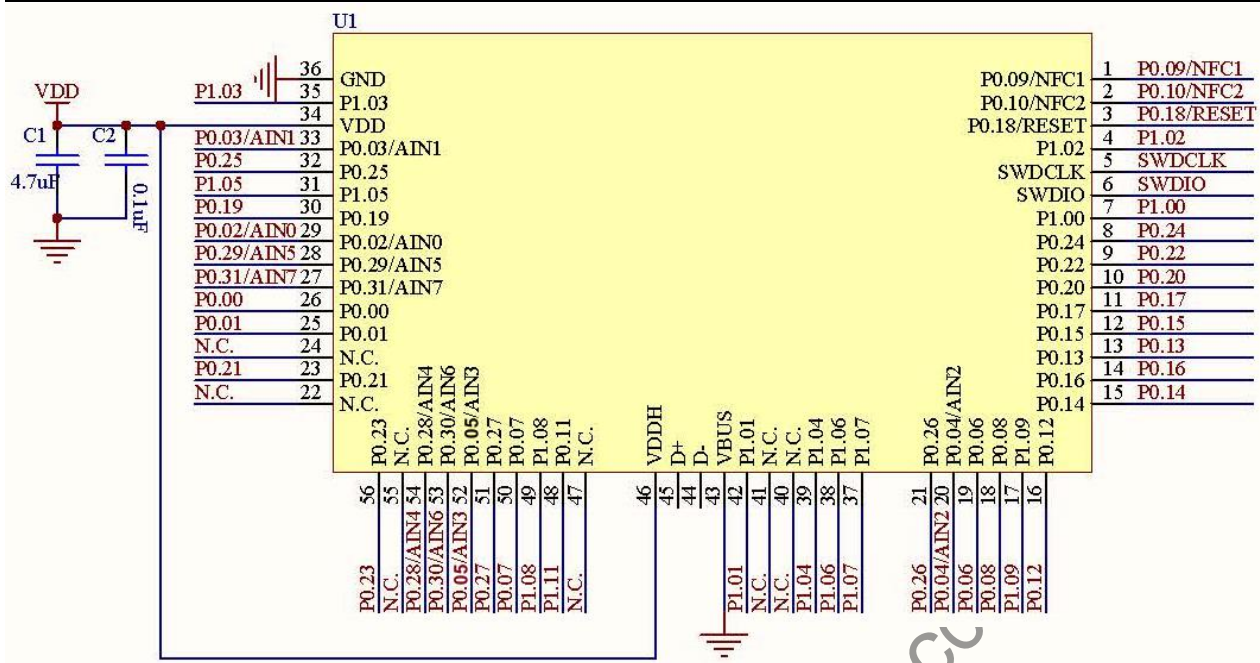 U1
VDD
C1
4.7uF
C2
0.1uF
P1.03
P0.03/AIN1
P0.25
P1.05
P0.19
P0.02/AIN0
P0.29/AIN5
P0.31/AIN7
P0.00
P0.01
N.C.
P0.21
N.C.
36 GND
35 P1.03
34 VDD
33 P0.03/AIN1
32 P0.25
31 P1.05
30 P0.19
29 P0.02/AIN0
28 P0.29/AIN5
27 P0.31/AIN7
26 P0.00
25 P0.01
24 N.C.
23 P0.21
22 N.C.
P0.09/NFC1 1 P0.09/NFC1
P0.10/NFC2 2 P0.10/NFC2
P0.18/RESET 3 P0.18/RESET
P1.02 4 P1.02
SWDCLK 5 SWDCLK
SWDIO 6 SWDIO
P1.00 7 P1.00
P0.24 8 P0.24
P0.22 9 P0.22
P0.20 10 P0.20
P0.17 11 P0.17
P0.15 12 P0.15
P0.13 13 P0.13
P0.16 14 P0.16
P0.14 15 P0.14
P0.23 56 P0.23
N.C. 55 N.C.
P0.28/AIN4 54 P0.28/AIN4
P0.30/AIN6 53 P0.30/AIN6
P0.05/AIN3 52 P0.05/AIN3
P0.27 51 P0.27
P0.07 50 P0.07
P1.08 49 P1.08
P0.11 48 P1.11
N.C. 47 N.C.
VDDH 46
D+ 45
D- 44
VBUS 43
P1.01 42 P1.01
N.C. 41 N.C.
N.C. 40 N.C.
P1.04 39 P1.04
P1.06 38 P1.06
P1.07 37 P1.07
P0.26 21 P0.26
P0.04/AIN2 20 P0.04/AIN2
P0.06 19 P0.06
P0.08 18 P0.08
P1.09 17 P1.09
P0.12 16 P0.12